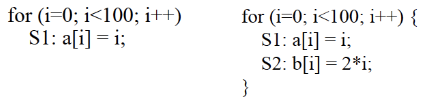 for (i=0; i<100; i++)
S1: a[i] = i;
for (i=0; i<100; i++) {
S1: a[i] = i;
S2: b[i] = 2*i;
}